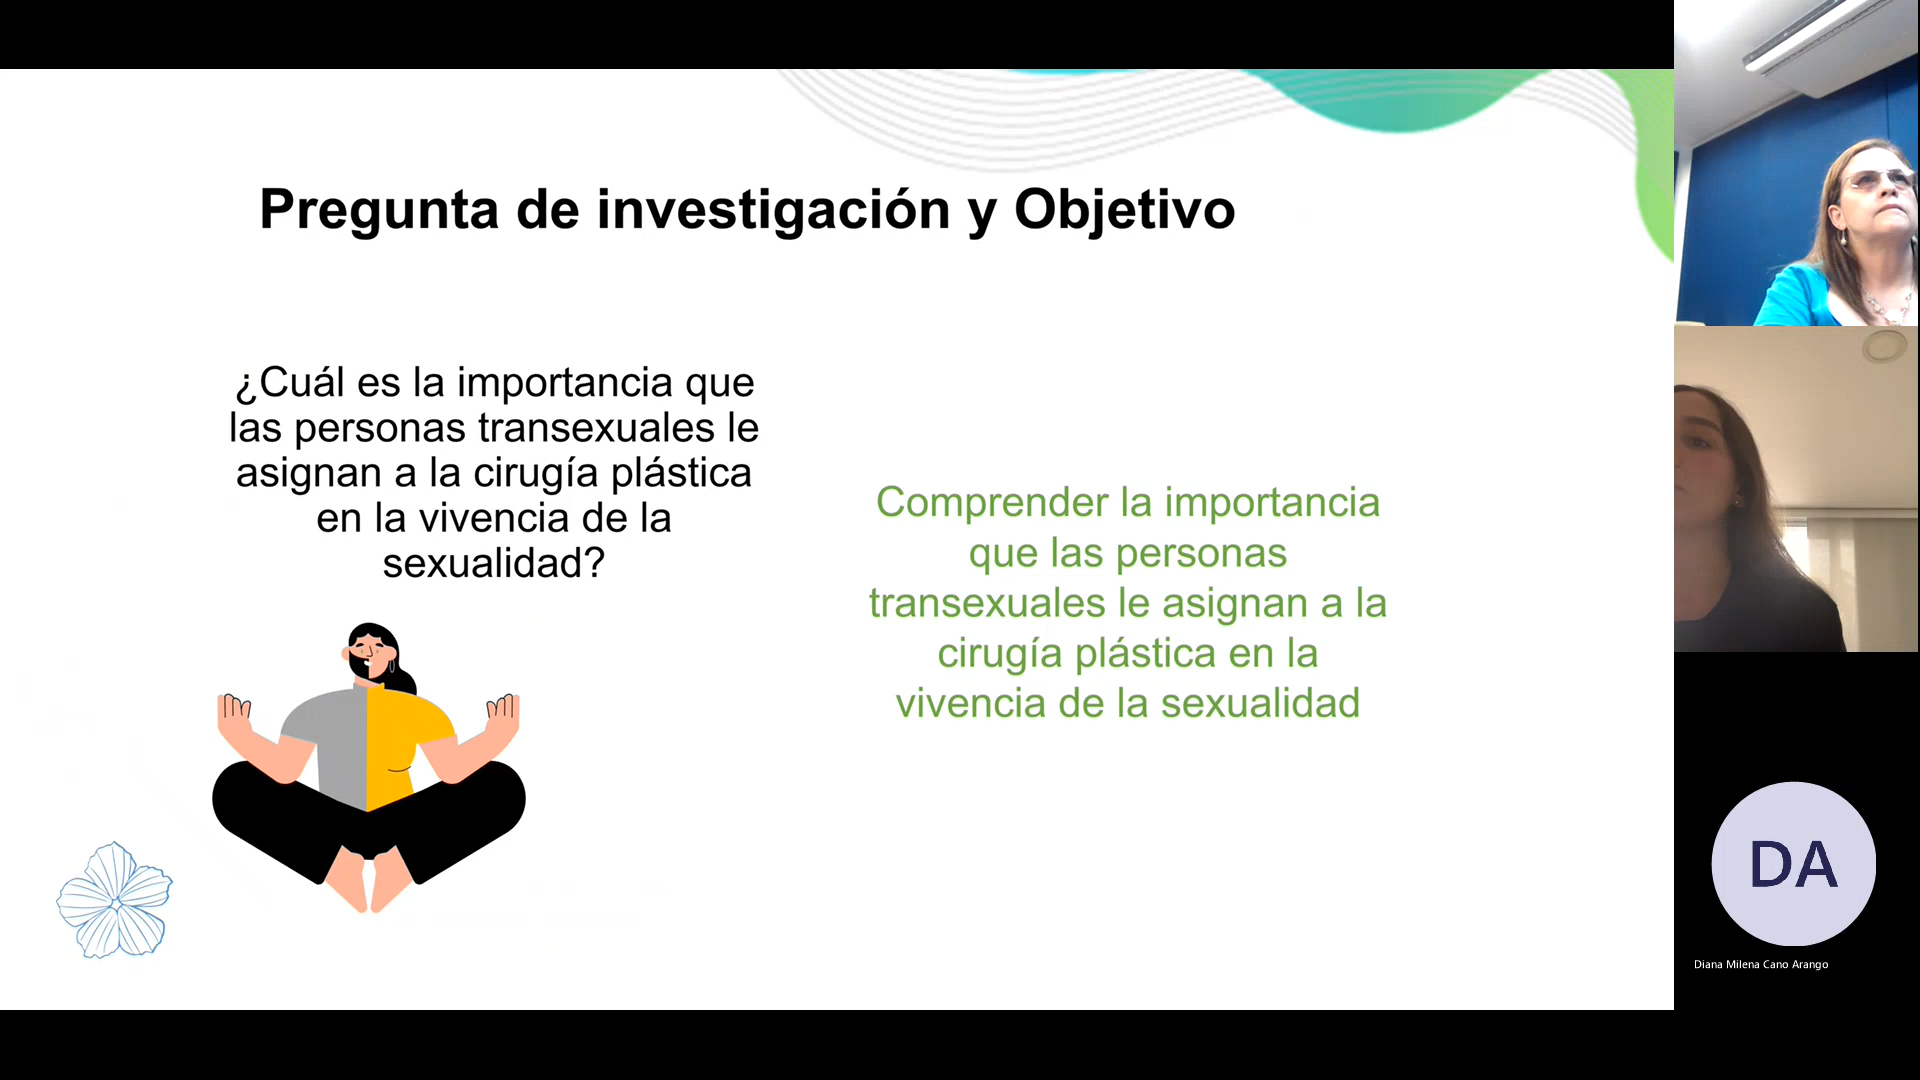 Pregunta de investigación y Objetivo
¿Cuál es la importancia que
las personas transexuales le
asignan a la cirugía plástica
en la vivencia de la
sexualidad?
Comprender la importancia
que las personas
transexuales le asignan a la
cirugía plástica en la
vivencia de la sexualidad
DA
Diana Milena Cano Arango